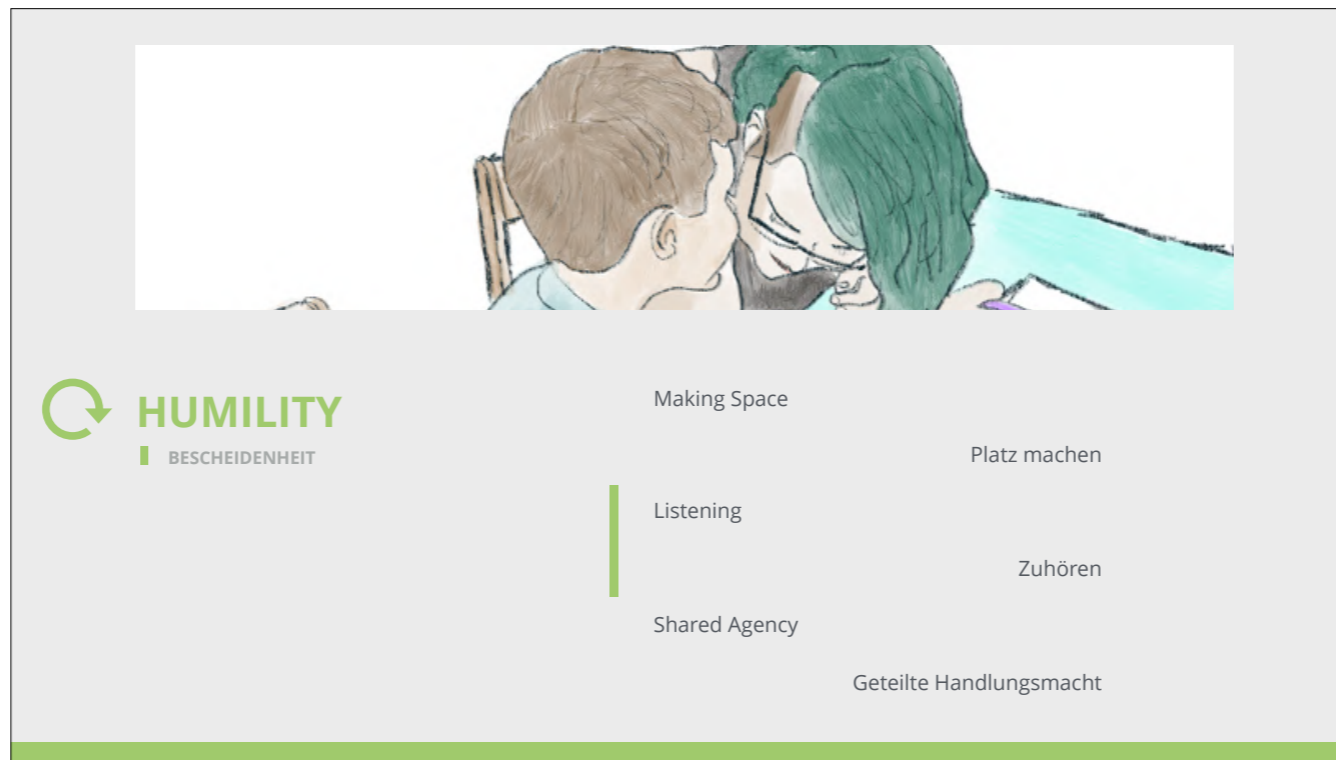 HUMILITY
BESCHEIDENHEIT
Making Space
Platz machen
Listening
Zuhören
Shared Agency
Geteilte Handlungsmacht